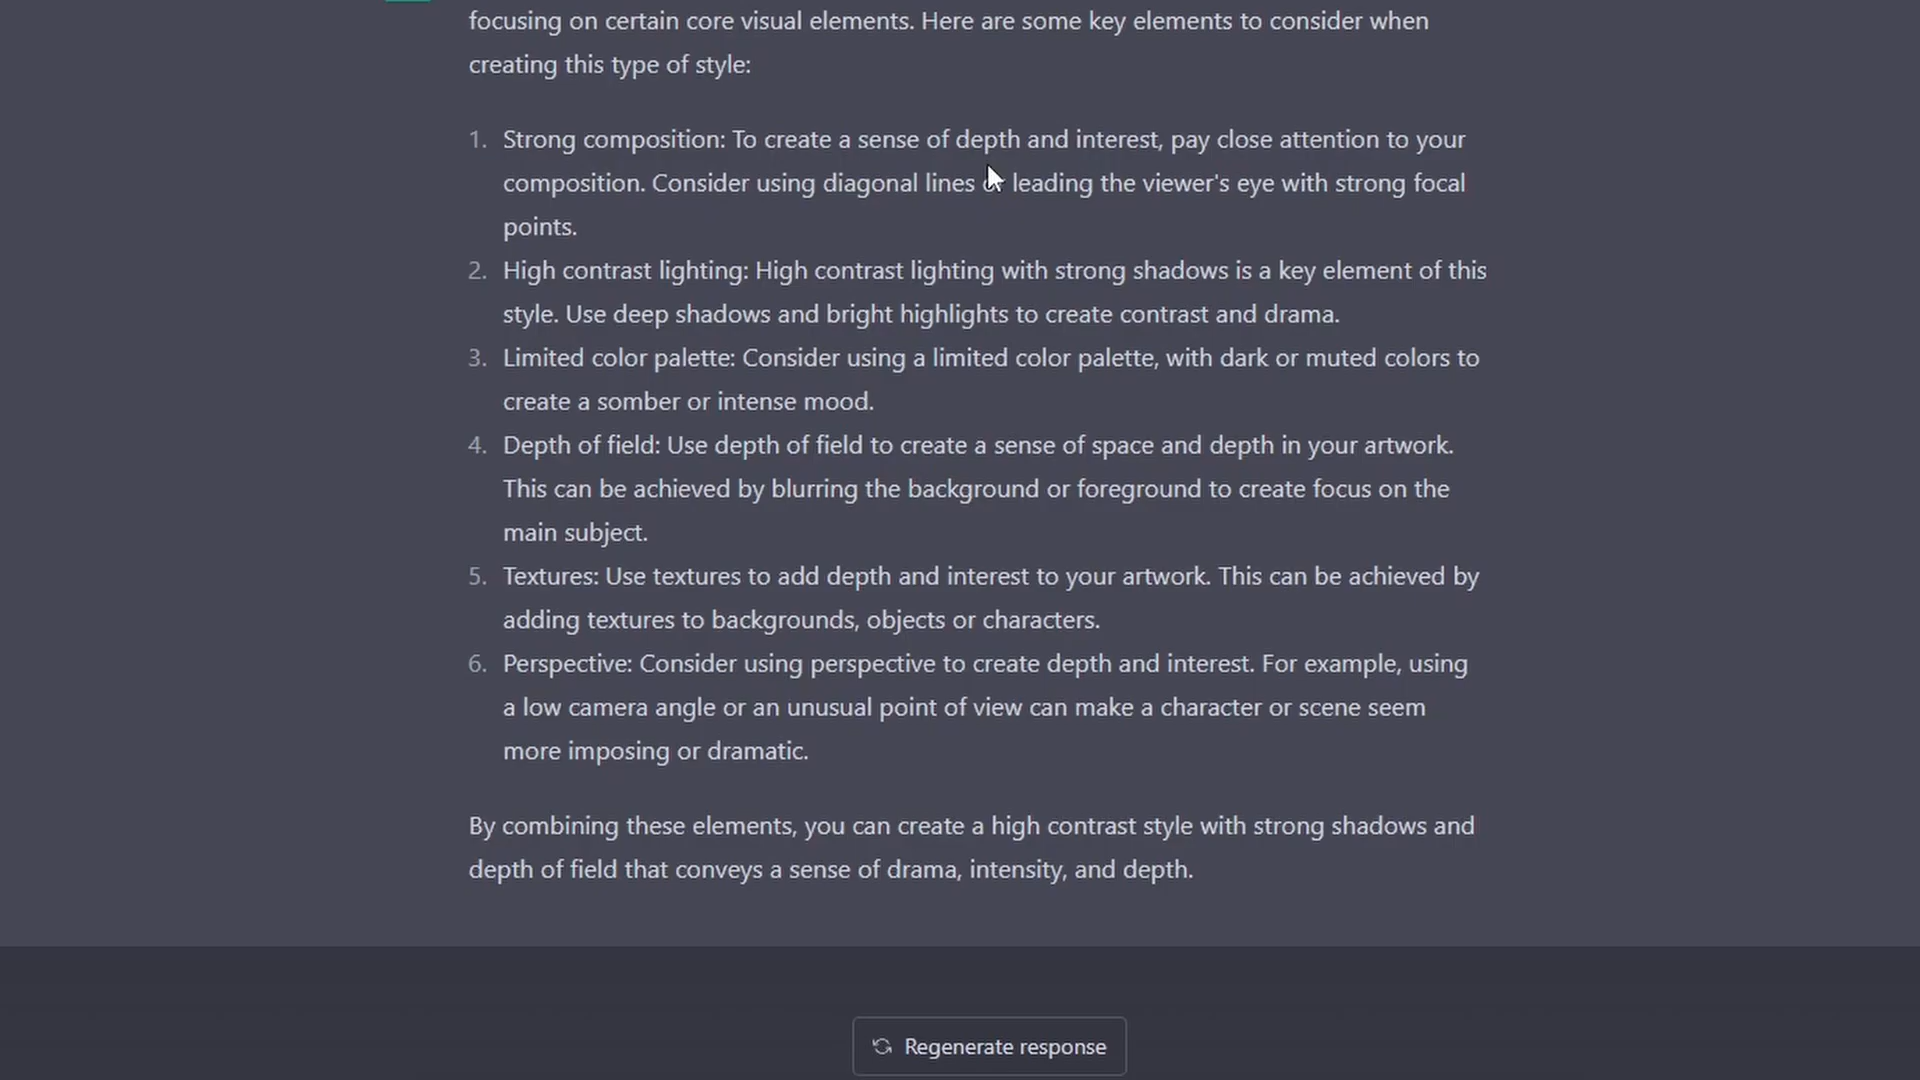 focusing on certain core visual elements. Here are some key elements to consider when
creating this type of style:
1. Strong composition: To create a sense of depth and interest, pay close attention to your
composition. Consider using diagonal lines or leading the viewer's eye with strong focal
points.
2. High contrast lighting: High contrast lighting with strong shadows is a key element of this
style. Use deep shadows and bright highlights to create contrast and drama.
3. Limited color palette: Consider using a limited color palette, with dark or muted colors to
create a somber or intense mood.
4. Depth of field: Use depth of field to create a sense of space and depth in your artwork.
This can be achieved by blurring the background or foreground to create focus on the
main subject.
5. Textures: Use textures to add depth and interest to your artwork. This can be achieved by
adding textures to backgrounds, objects or characters.
6. Perspective: Consider using perspective to create depth and interest. For example, using
a low camera angle or an unusual point of view can make a character or scene seem
more imposing or dramatic.
By combining these elements, you can create a high contrast style with strong shadows and
depth of field that conveys a sense of drama, intensity, and depth.
Regenerate response